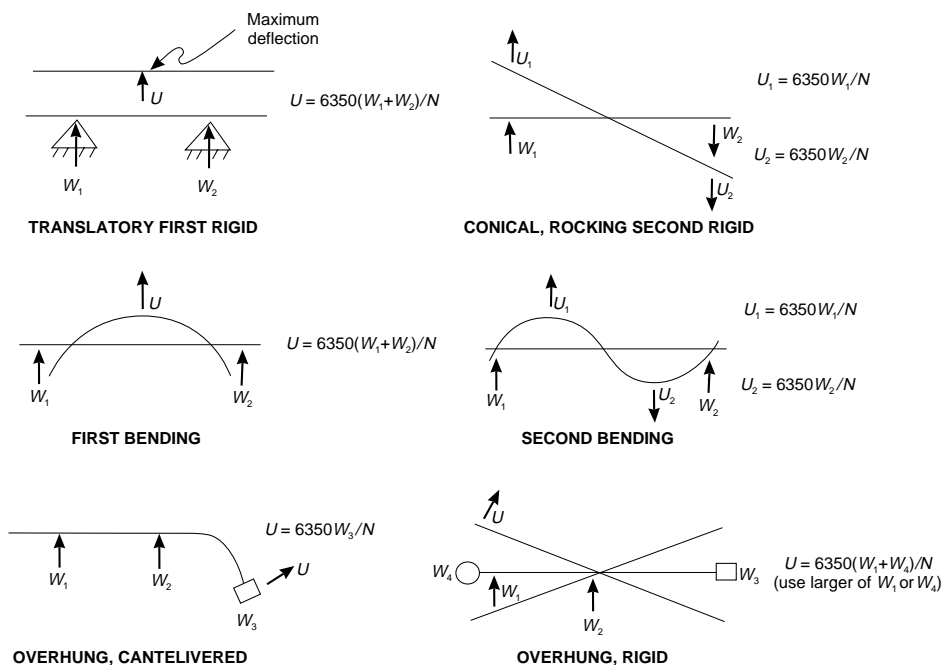 Maximum
deflection
U
U = 6350(W₁+W₂)/N
W₁
W₂
TRANSLATORY FIRST RIGID
U₁
U₁ = 6350W₁/N
W₁
W₂
U₂ = 6350W₂/N
U₂
CONICAL, ROCKING SECOND RIGID
U
U = 6350(W₁+W₂)/N
W₁
W₂
FIRST BENDING
U₁
U₁ = 6350W₁/N
W₁
U₂
W₂
U₂ = 6350W₂/N
SECOND BENDING
U = 6350W₃/N
W₁
W₂
U
W₃
OVERHUNG, CANTELIVERED
U
W₄
W₁
W₂
W₃
U = 6350(W₁+W₄)/N
(use larger of W₁ or W₄)
OVERHUNG, RIGID